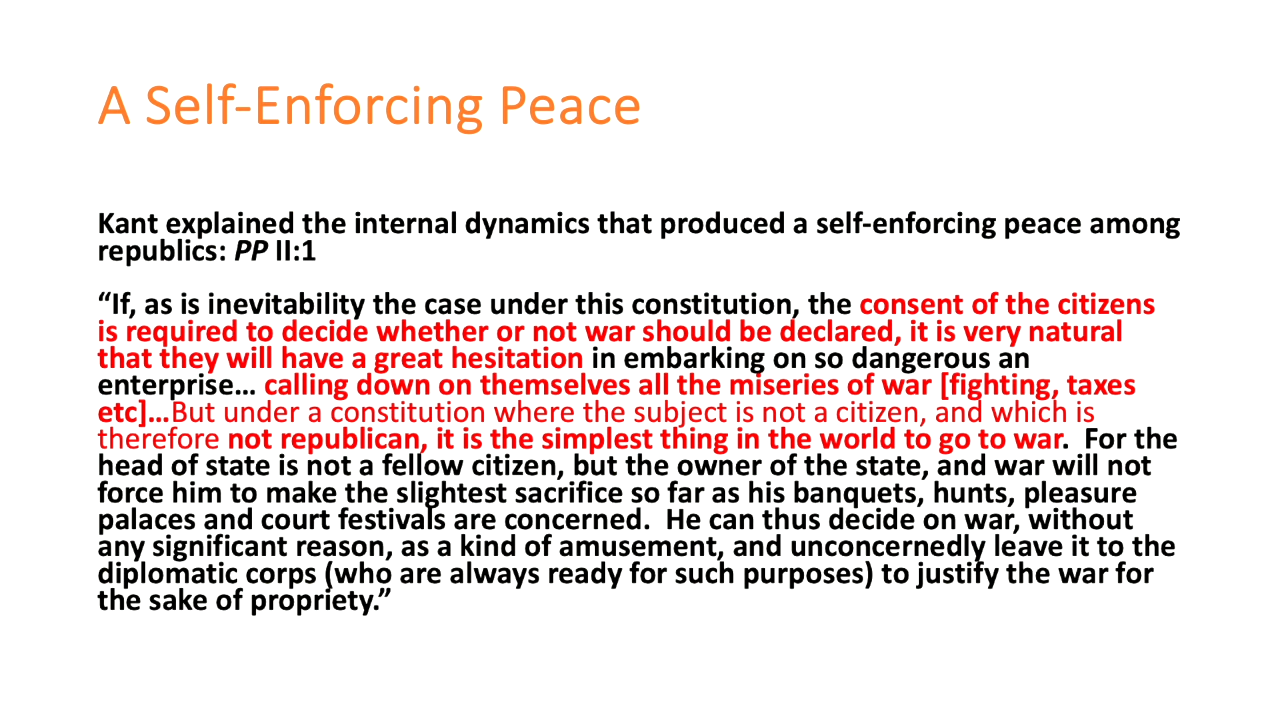 A Self-Enforcing Peace
Kant explained the internal dynamics that produced a self-enforcing peace among
republics: PP II:1
“If, as is inevitability the case under this constitution, the consent of the citizens
is required to decide whether or not war should be declared, it is very natural
that they will have a great hesitation in embarking on so dangerous an
enterprise… calling down on themselves all the miseries of war [fighting, taxes
etc]…But under a constitution where the subject is not a citizen, and which is
therefore not republican, it is the simplest thing in the world to go to war. For the
head of state is not a fellow citizen, but the owner of the state, and war will not
force him to make the slightest sacrifice so far as his banquets, hunts, pleasure
palaces and court festivals are concerned. He can thus decide on war, without
any significant reason, as a kind of amusement, and unconcernedly leave it to the
diplomatic corps (who are always ready for such purposes) to justify the war for
the sake of propriety.”